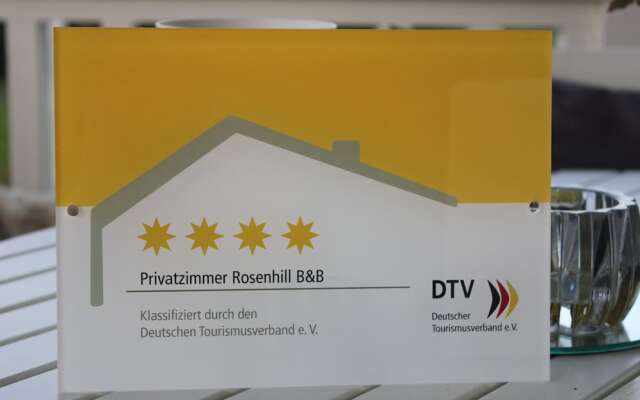 Privatzimmer Rosenhill B&B
Klassifiziert durch den
Deutschen Tourismusverband e. V.
DTV
Deutscher
Tourismusverband e.V.